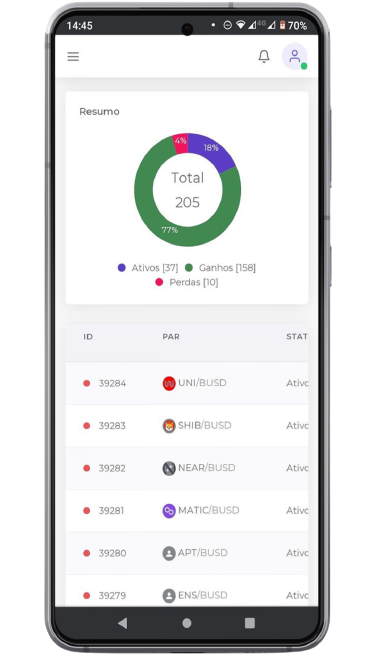 14:45
4G
70%
Resumo
4%
18%
Total
205
77%
Ativos [37] Ganhos [158]
Perdas [10]
ID PAR STAT
39284 UNI/BUSD Ativo
39283 SHIB/BUSD Ativo
39282 NEAR/BUSD Ativo
39281 MATIC/BUSD Ativo
39280 APT/BUSD Ativo
39279 ENS/BUSD Ativo